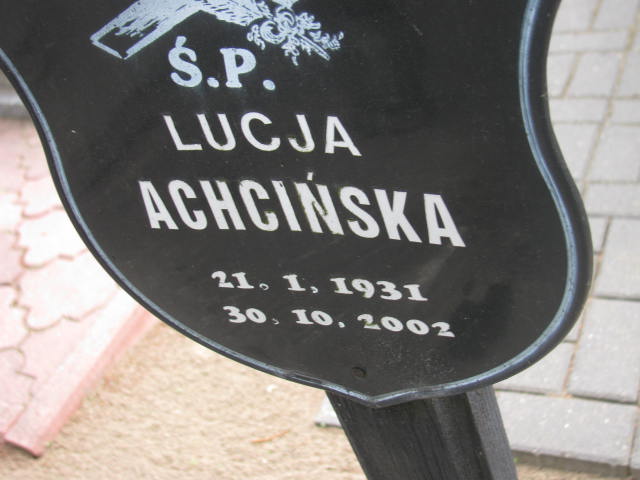 Ś.P.
LUCJA
ACHCIŃSKA
21. 1. 1931
30. 10. 2002